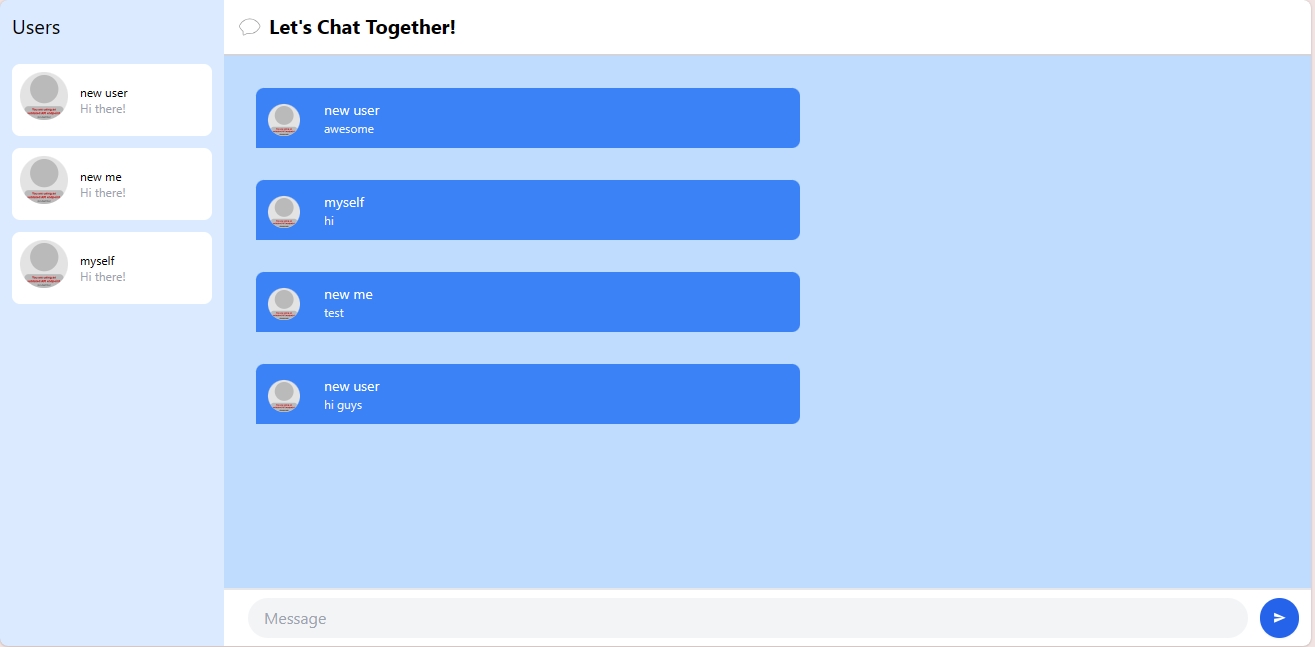 Users
new user
Hi there!
new me
Hi there!
myself
Hi there!
Let's Chat Together!
new user
awesome
myself
hi
new me
test
new user
hi guys
Message